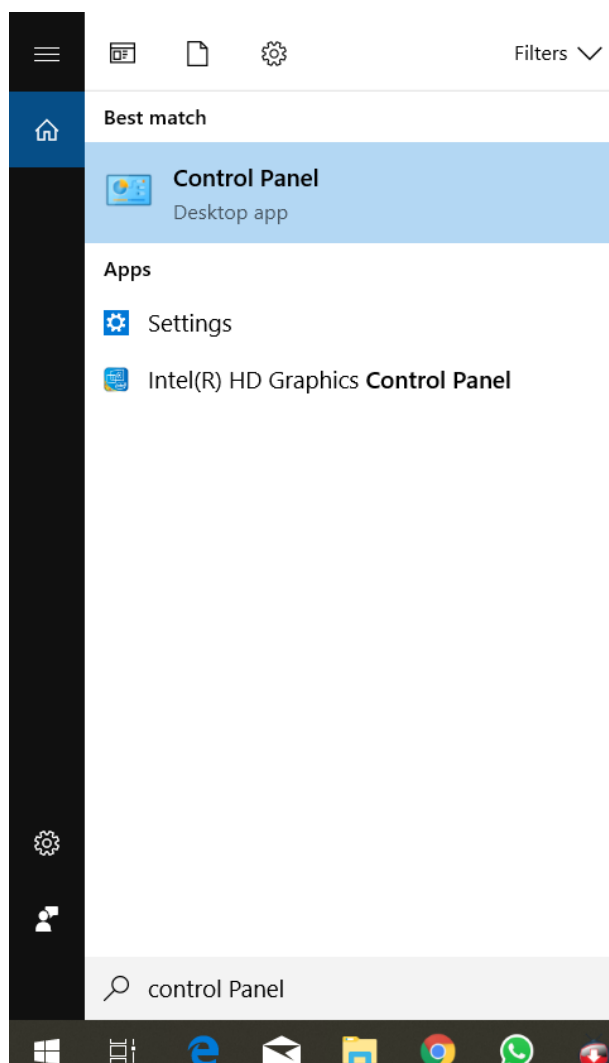 Filters
Best match
Control Panel
Desktop app
Apps
Settings
Intel(R) HD Graphics Control Panel
control Panel